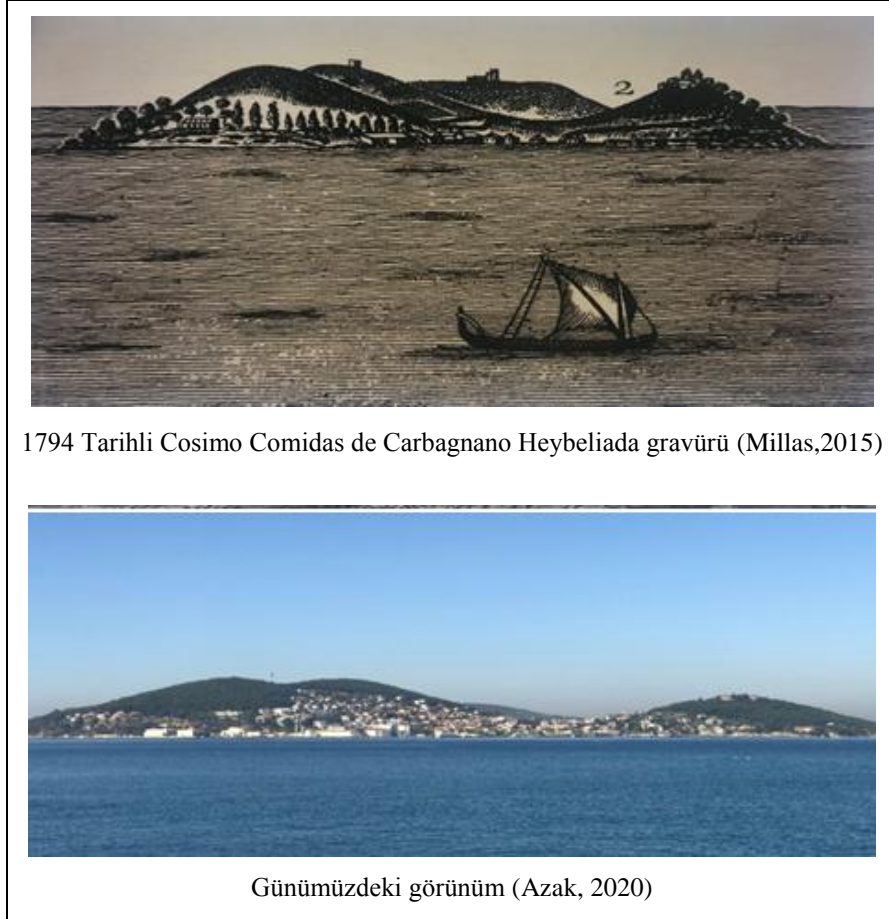 2
1794 Tarihli Cosimo Comidas de Carbagnano Heybeliada gravürü (Millas,2015)
Günümüzdeki görünüm (Azak, 2020)